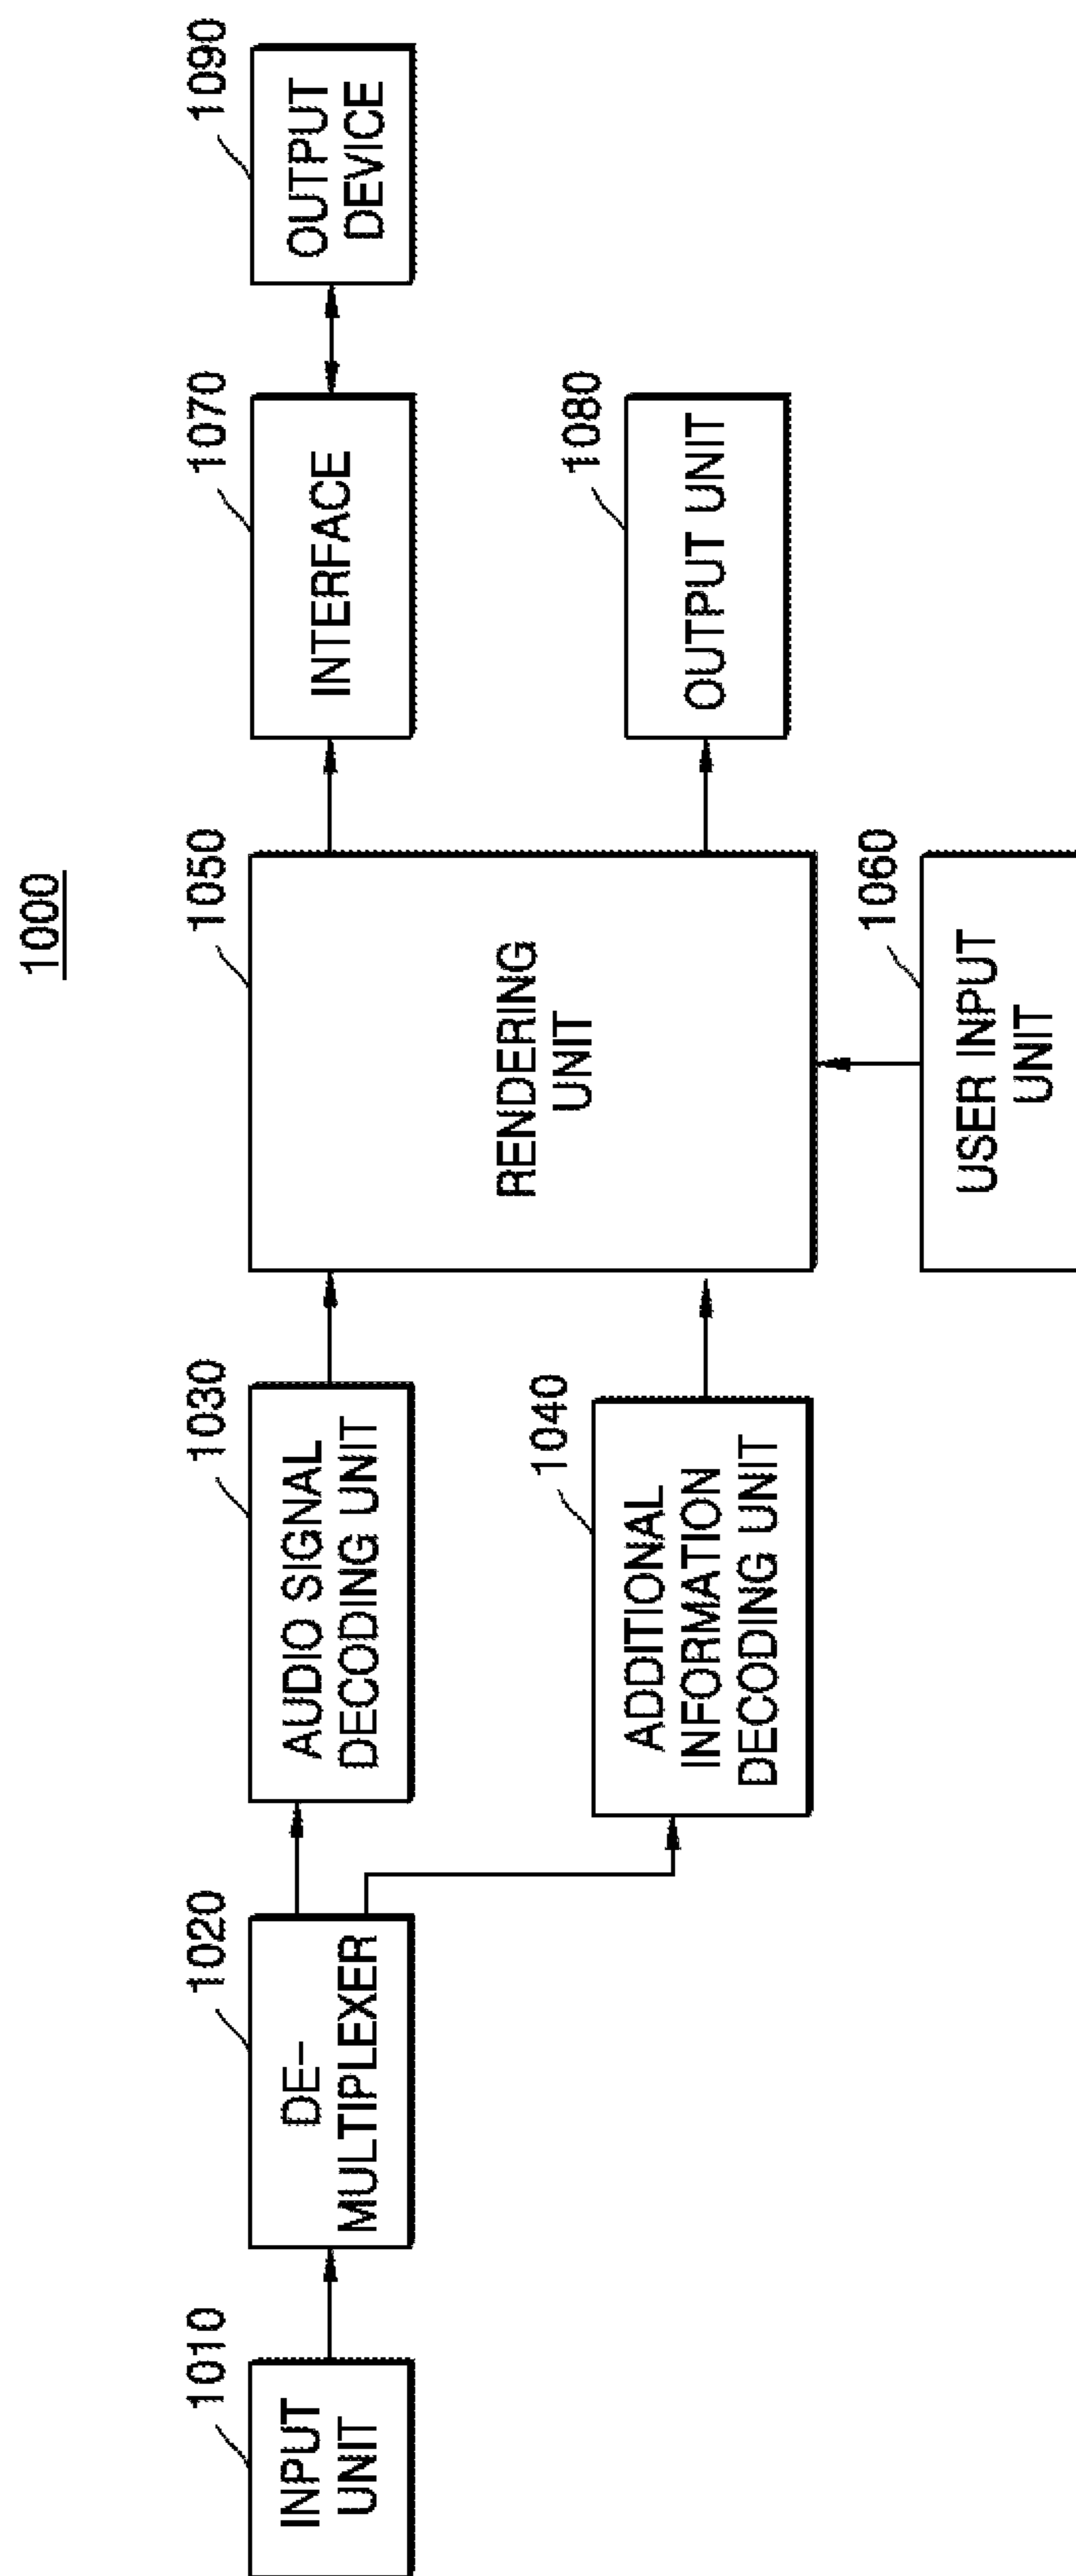 1000
1010
INPUT
UNIT
1020
DE-
MULTIPLEXER
1030
AUDIO SIGNAL
DECODING UNIT
1040
ADDITIONAL
INFORMATION
DECODING UNIT
1050
RENDERING
UNIT
1060
USER INPUT
UNIT
1070
INTERFACE
1080
OUTPUT UNIT
1090
OUTPUT
DEVICE